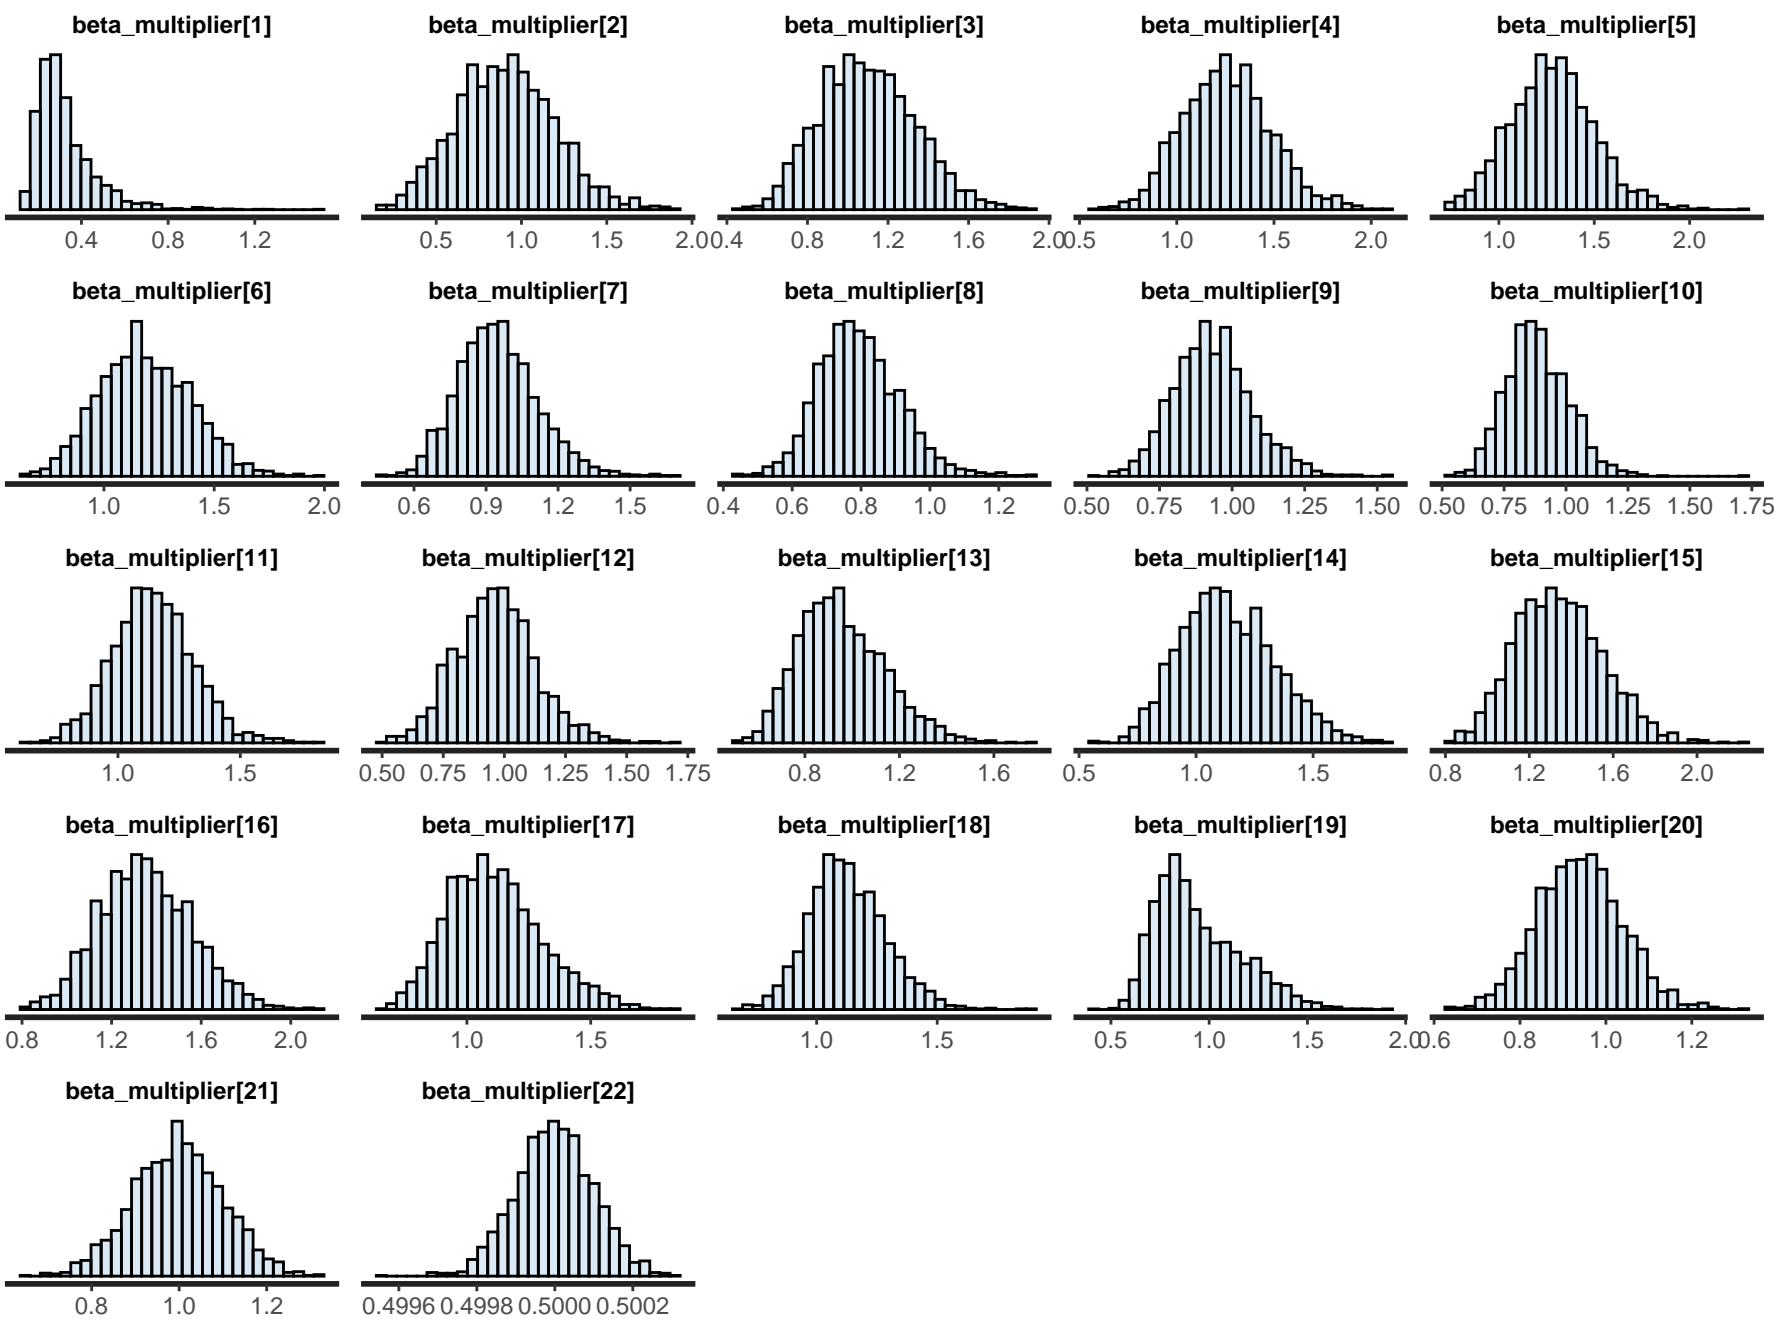 beta_multiplier[1] beta_multiplier[2] beta_multiplier[3] beta_multiplier[4] beta_multiplier[5]
0.4 0.8 1.2 0.5 1.0 1.5 2.0 0.4 0.8 1.2 1.6 2.0 0.5 1.0 1.5 2.0 1.0 1.5 2.0
beta_multiplier[6] beta_multiplier[7] beta_multiplier[8] beta_multiplier[9] beta_multiplier[10]
1.0 1.5 2.0 0.6 0.9 1.2 1.5 0.4 0.6 0.8 1.0 1.2 0.50 0.75 1.00 1.25 1.50 0.50 0.75 1.00 1.25 1.50 1.75
beta_multiplier[11] beta_multiplier[12] beta_multiplier[13] beta_multiplier[14] beta_multiplier[15]
1.0 1.5 0.50 0.75 1.00 1.25 1.50 1.75 0.8 1.2 1.6 0.5 1.0 1.5 0.8 1.2 1.6 2.0
beta_multiplier[16] beta_multiplier[17] beta_multiplier[18] beta_multiplier[19] beta_multiplier[20]
0.8 1.2 1.6 2.0 1.0 1.5 1.0 1.5 0.5 1.0 1.5 2.0 0.6 0.8 1.0 1.2
beta_multiplier[21] beta_multiplier[22]
0.8 1.0 1.2 0.4996 0.4998 0.5000 0.5002